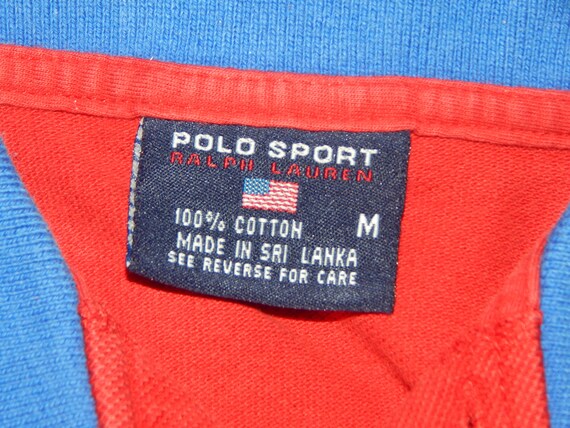 POLO SPORT
RALPH LAUREN
100% COTTON M
MADE IN SRI LANKA
SEE REVERSE FOR CARE